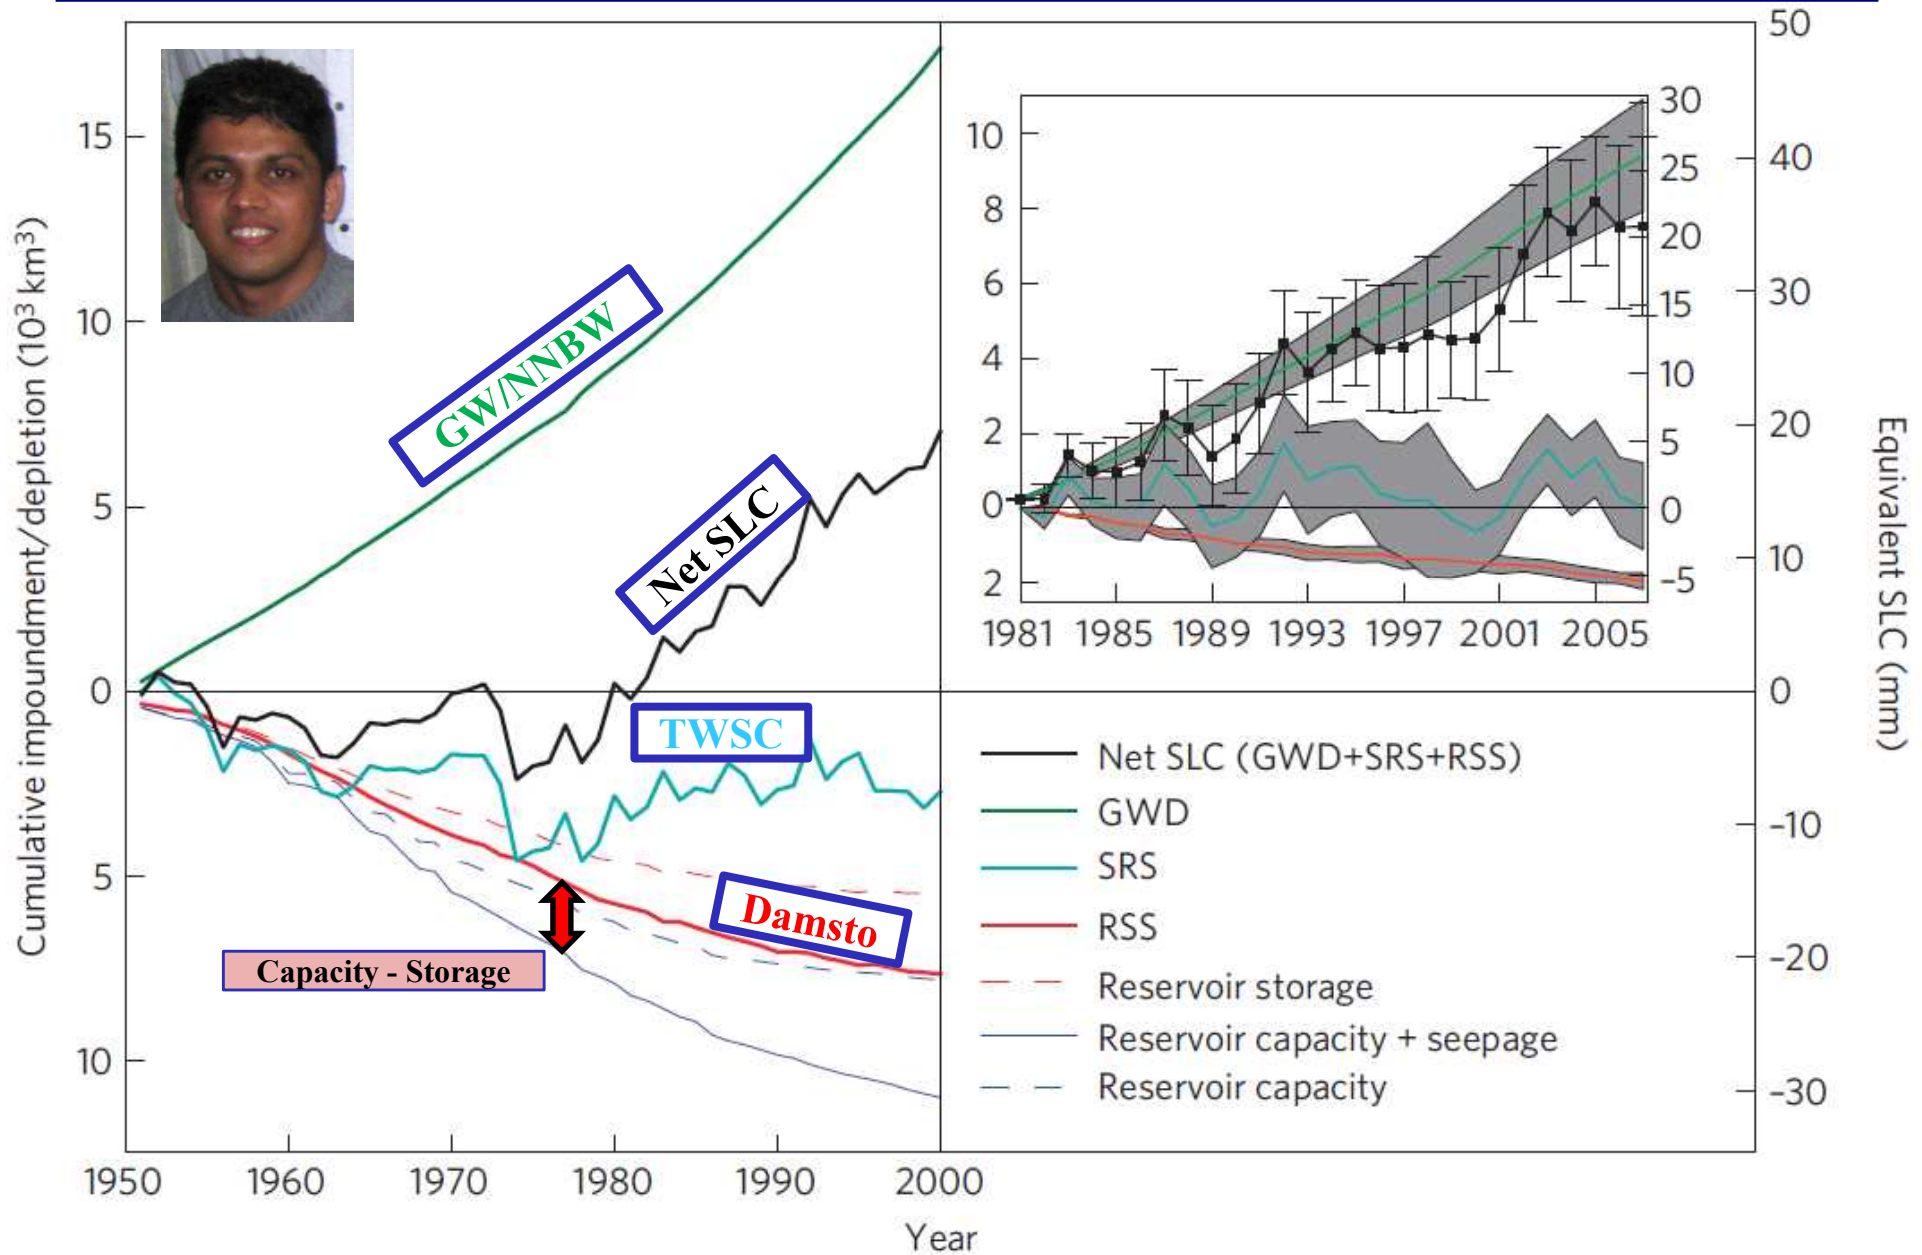 Cumulative impoundment/depletion (10³ km³)
15
10
5
0
5
10
1950 1960 1970 1980 1990 2000
Year
GW/NNBW
Net SLC
TWSC
Damsto
Capacity - Storage
10
8
6
4
2
0
2
30
25
20
15
10
5
0
–5
1981 1985 1989 1993 1997 2001 2005
50
40
30
20
10
0
–10
–20
–30
Equivalent SLC (mm)
Net SLC (GWD+SRS+RSS)
GWD
SRS
RSS
Reservoir storage
Reservoir capacity + seepage
Reservoir capacity